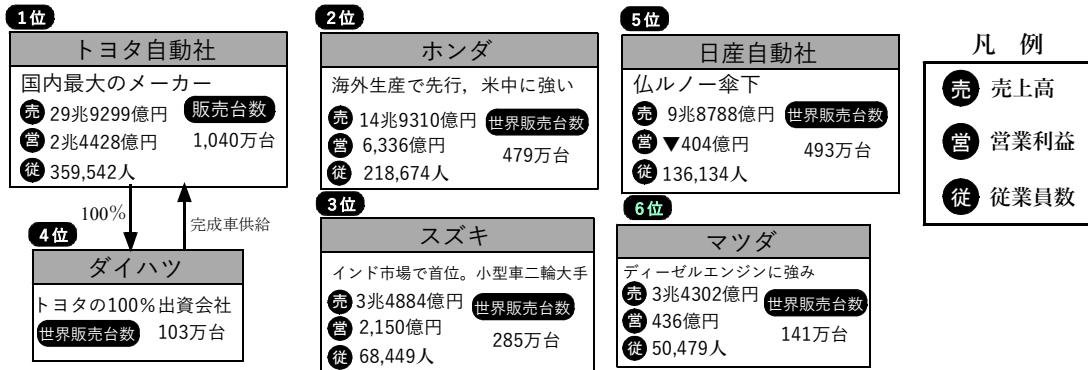 1位
トヨタ自動社
国内最大のメーカー
売 29兆9299億円
販売台数
営 2兆4428億円
1,040万台
従 359,542人
100%
完成車供給
4位
ダイハツ
トヨタの100%出資会社
世界販売台数 103万台
2位
ホンダ
海外生産で先行，米中に強い
売 14兆9310億円
世界販売台数
営 6,336億円
479万台
従 218,674人
3位
スズキ
インド市場で首位。小型車二輪大手
売 3兆4884億円
世界販売台数
営 2,150億円
285万台
従 68,449人
5位
日産自動社
仏ルノー傘下
売 9兆8788億円
世界販売台数
営 ▼404億円
493万台
従 136,134人
6位
マツダ
ディーゼルエンジンに強み
売 3兆4302億円
世界販売台数
営 436億円
141万台
従 50,479人
凡 例
売 売上高
営 営業利益
従 従業員数